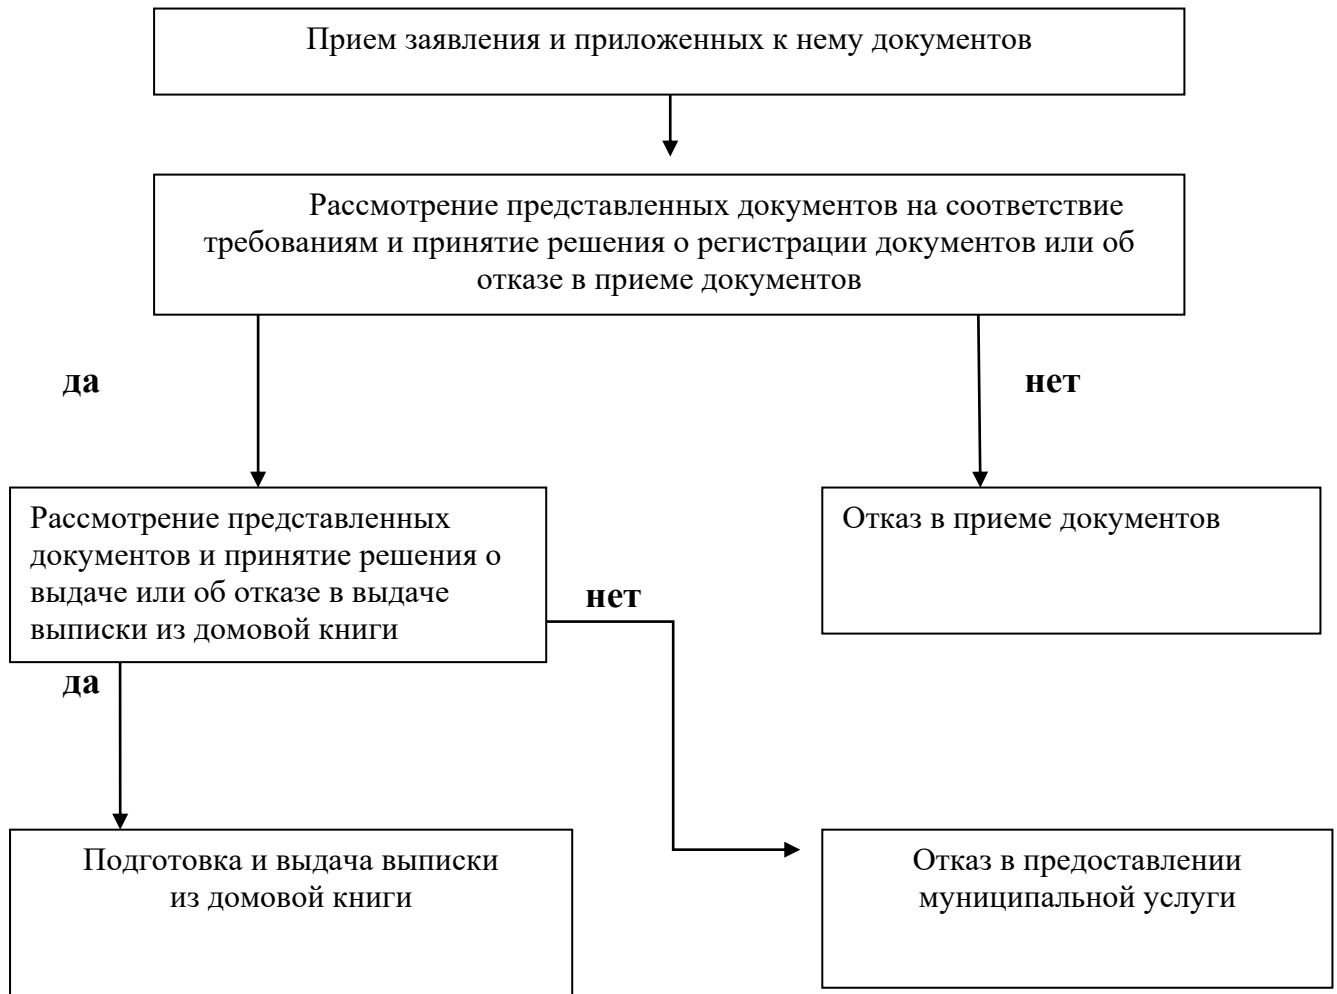 Прием заявления и приложенных к нему документов
Рассмотрение представленных документов на соответствие
требованиям и принятие решения о регистрации документов или об
отказе в приеме документов
да
нет
Рассмотрение представленных
документов и принятие решения о
выдаче или об отказе в выдаче
выписки из домовой книги
Отказ в приеме документов
нет
да
Подготовка и выдача выписки
из домовой книги
Отказ в предоставлении
муниципальной услуги